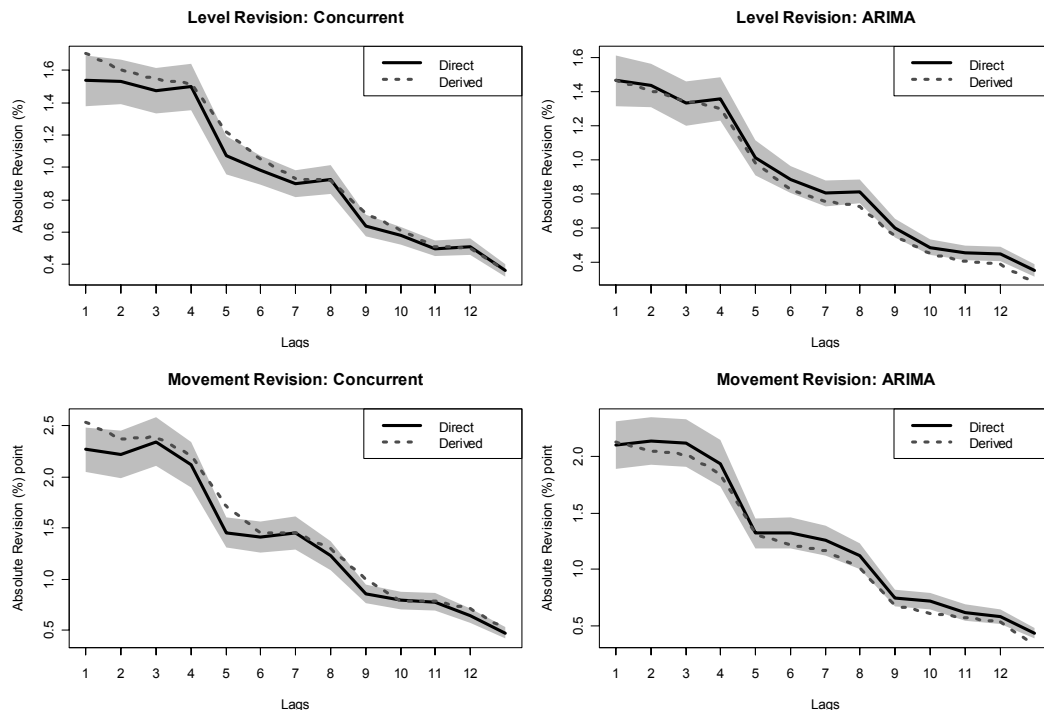 Level Revision: Concurrent
Absolute Revision (%)
0.4 0.6 0.8 1.0 1.2 1.4 1.6
Direct
Derived
1 2 3 4 5 6 7 8 9 10 11 12
Lags
Level Revision: ARIMA
Absolute Revision (%)
0.4 0.6 0.8 1.0 1.2 1.4 1.6
Direct
Derived
1 2 3 4 5 6 7 8 9 10 11 12
Lags
Movement Revision: Concurrent
Absolute Revision (%) point
0.5 1.0 1.5 2.0 2.5
Direct
Derived
1 2 3 4 5 6 7 8 9 10 11 12
Lags
Movement Revision: ARIMA
Absolute Revision (%) point
0.5 1.0 1.5 2.0
Direct
Derived
1 2 3 4 5 6 7 8 9 10 11 12
Lags